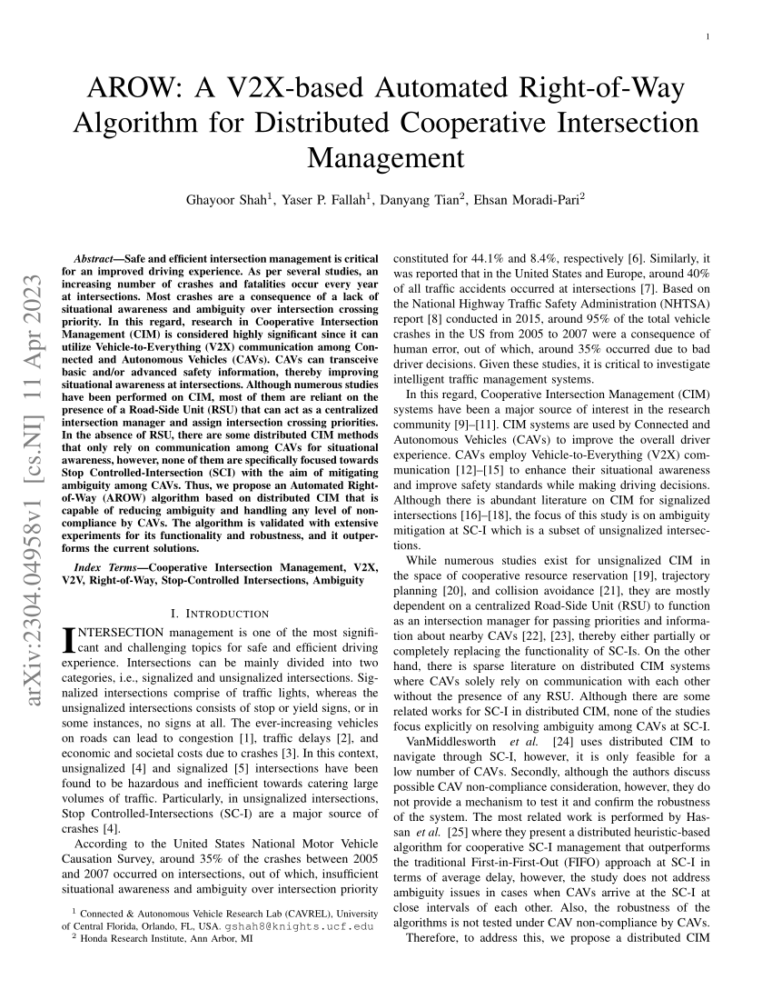 1
AROW: A V2X-based Automated Right-of-Way
Algorithm for Distributed Cooperative Intersection
Management
Ghayoor Shah1, Yaser P. Fallah1, Danyang Tian2, Ehsan Moradi-Pari2
arXiv:2304.04958v1 [cs.NI] 11 Apr 2023
Abstract—Safe and efficient intersection management is critical
for an improved driving experience. As per several studies, an
increasing number of crashes and fatalities occur every year
at intersections. Most crashes are a consequence of a lack of
situational awareness and ambiguity over intersection crossing
priority. In this regard, research in Cooperative Intersection
Management (CIM) is considered highly significant since it can
utilize Vehicle-to-Everything (V2X) communication among Con-
nected and Autonomous Vehicles (CAVs). CAVs can transceive
basic and/or advanced safety information, thereby improving
situational awareness at intersections. Although numerous studies
have been performed on CIM, most of them are reliant on the
presence of a Road-Side Unit (RSU) that can act as a centralized
intersection manager and assign intersection crossing priorities.
In the absence of RSU, there are some distributed CIM methods
that only rely on communication among CAVs for situational
awareness, however, none of them are specifically focused towards
Stop Controlled-Intersection (SCI) with the aim of mitigating
ambiguity among CAVs. Thus, we propose an Automated Right-
of-Way (AROW) algorithm based on distributed CIM that is
capable of reducing ambiguity and handling any level of non-
compliance by CAVs. The algorithm is validated with extensive
experiments for its functionality and robustness, and it outper-
forms the current solutions.
Index Terms—Cooperative Intersection Management, V2X,
V2V, Right-of-Way, Stop-Controlled Intersections, Ambiguity
I. INTRODUCTION
INTERSECTION management is one of the most signifi-
cant and challenging topics for safe and efficient driving
experience. Intersections can be mainly divided into two
categories, i.e., signalized and unsignalized intersections. Sig-
nalized intersections comprise of traffic lights, whereas the
unsignalized intersections consists of stop or yield signs, or in
some instances, no signs at all. The ever-increasing vehicles
on roads can lead to congestion [1], traffic delays [2], and
economic and societal costs due to crashes [3]. In this context,
unsignalized [4] and signalized [5] intersections have been
found to be hazardous and inefficient towards catering large
volumes of traffic. Particularly, in unsignalized intersections,
Stop Controlled-Intersections (SC-I) are a major source of
crashes [4].
According to the United States National Motor Vehicle
Causation Survey, around 35% of the crashes between 2005
and 2007 occurred on intersections, out of which, insufficient
situational awareness and ambiguity over intersection priority
1 Connected & Autonomous Vehicle Research Lab (CAVREL), University
of Central Florida, Orlando, FL, USA. gshah8@knights.ucf.edu
2 Honda Research Institute, Ann Arbor, MI
constituted for 44.1% and 8.4%, respectively [6]. Similarly, it
was reported that in the United States and Europe, around 40%
of all traffic accidents occurred at intersections [7]. Based on
the National Highway Traffic Safety Administration (NHTSA)
report [8] conducted in 2015, around 95% of the total vehicle
crashes in the US from 2005 to 2007 were a consequence of
human error, out of which, around 35% occurred due to bad
driver decisions. Given these studies, it is critical to investigate
intelligent traffic management systems.
In this regard, Cooperative Intersection Management (CIM)
systems have been a major source of interest in the research
community [9]–[11]. CIM systems are used by Connected and
Autonomous Vehicles (CAVs) to improve the overall driver
experience. CAVs employ Vehicle-to-Everything (V2X) com-
munication [12]–[15] to enhance their situational awareness
and improve safety standards while making driving decisions.
Although there is abundant literature on CIM for signalized
intersections [16]–[18], the focus of this study is on ambiguity
mitigation at SC-I which is a subset of unsignalized intersec-
tions.
While numerous studies exist for unsignalized CIM in
the space of cooperative resource reservation [19], trajectory
planning [20], and collision avoidance [21], they are mostly
dependent on a centralized Road-Side Unit (RSU) to function
as an intersection manager for passing priorities and informa-
tion about nearby CAVs [22], [23], thereby either partially or
completely replacing the functionality of SC-Is. On the other
hand, there is sparse literature on distributed CIM systems
where CAVs solely rely on communication with each other
without the presence of any RSU. Although there are some
related works for SC-I in distributed CIM, none of the studies
focus explicitly on resolving ambiguity among CAVs at SC-I.
VanMiddlesworth et al. [24] uses distributed CIM to
navigate through SC-I, however, it is only feasible for a
low number of CAVs. Secondly, although the authors discuss
possible CAV non-compliance consideration, however, they do
not provide a mechanism to test it and confirm the robustness
of the system. The most related work is performed by Has-
san et al. [25] where they present a distributed heuristic-based
algorithm for cooperative SC-I management that outperforms
the traditional First-in-First-Out (FIFO) approach at SC-I in
terms of average delay, however, the study does not address
ambiguity issues in cases when CAVs arrive at the SC-I at
close intervals of each other. Also, the robustness of the
algorithms is not tested under CAV non-compliance by CAVs.
Therefore, to address this, we propose a distributed CIM